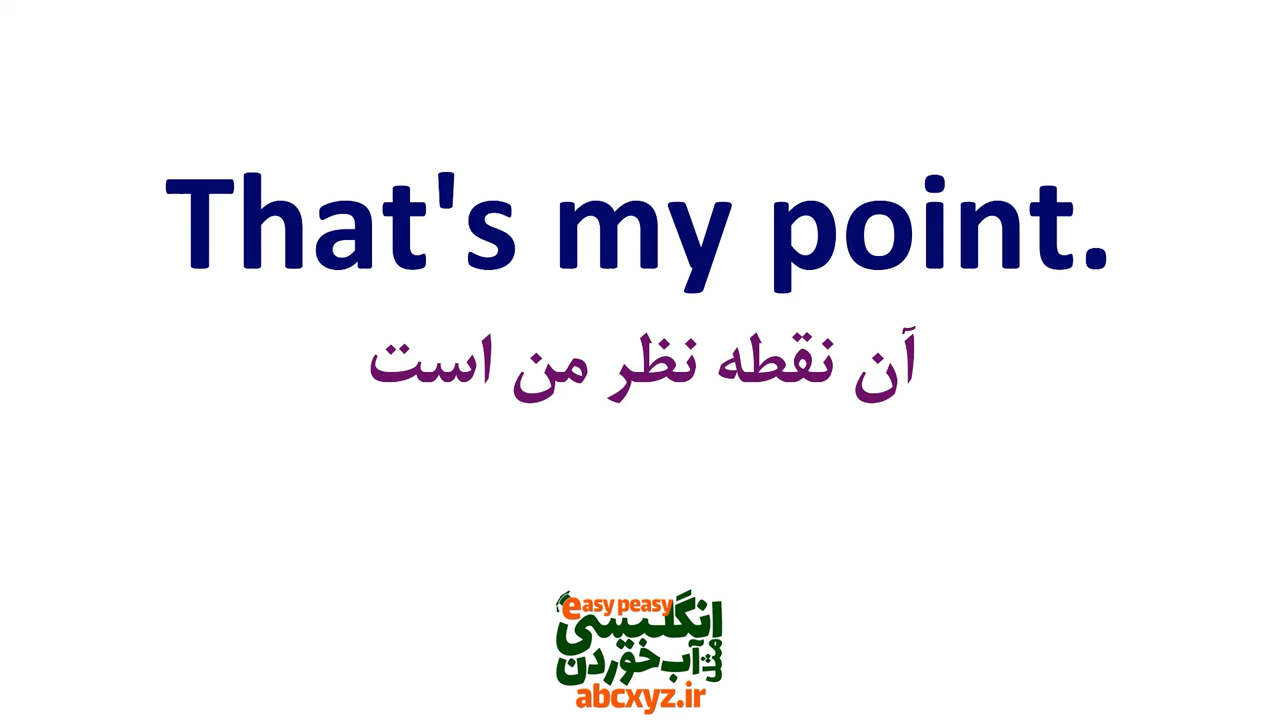 That's my point.
آن نقطه نظر من است
easy peasy
انگلیسی
مثل آب خوردن
abcxyz.ir